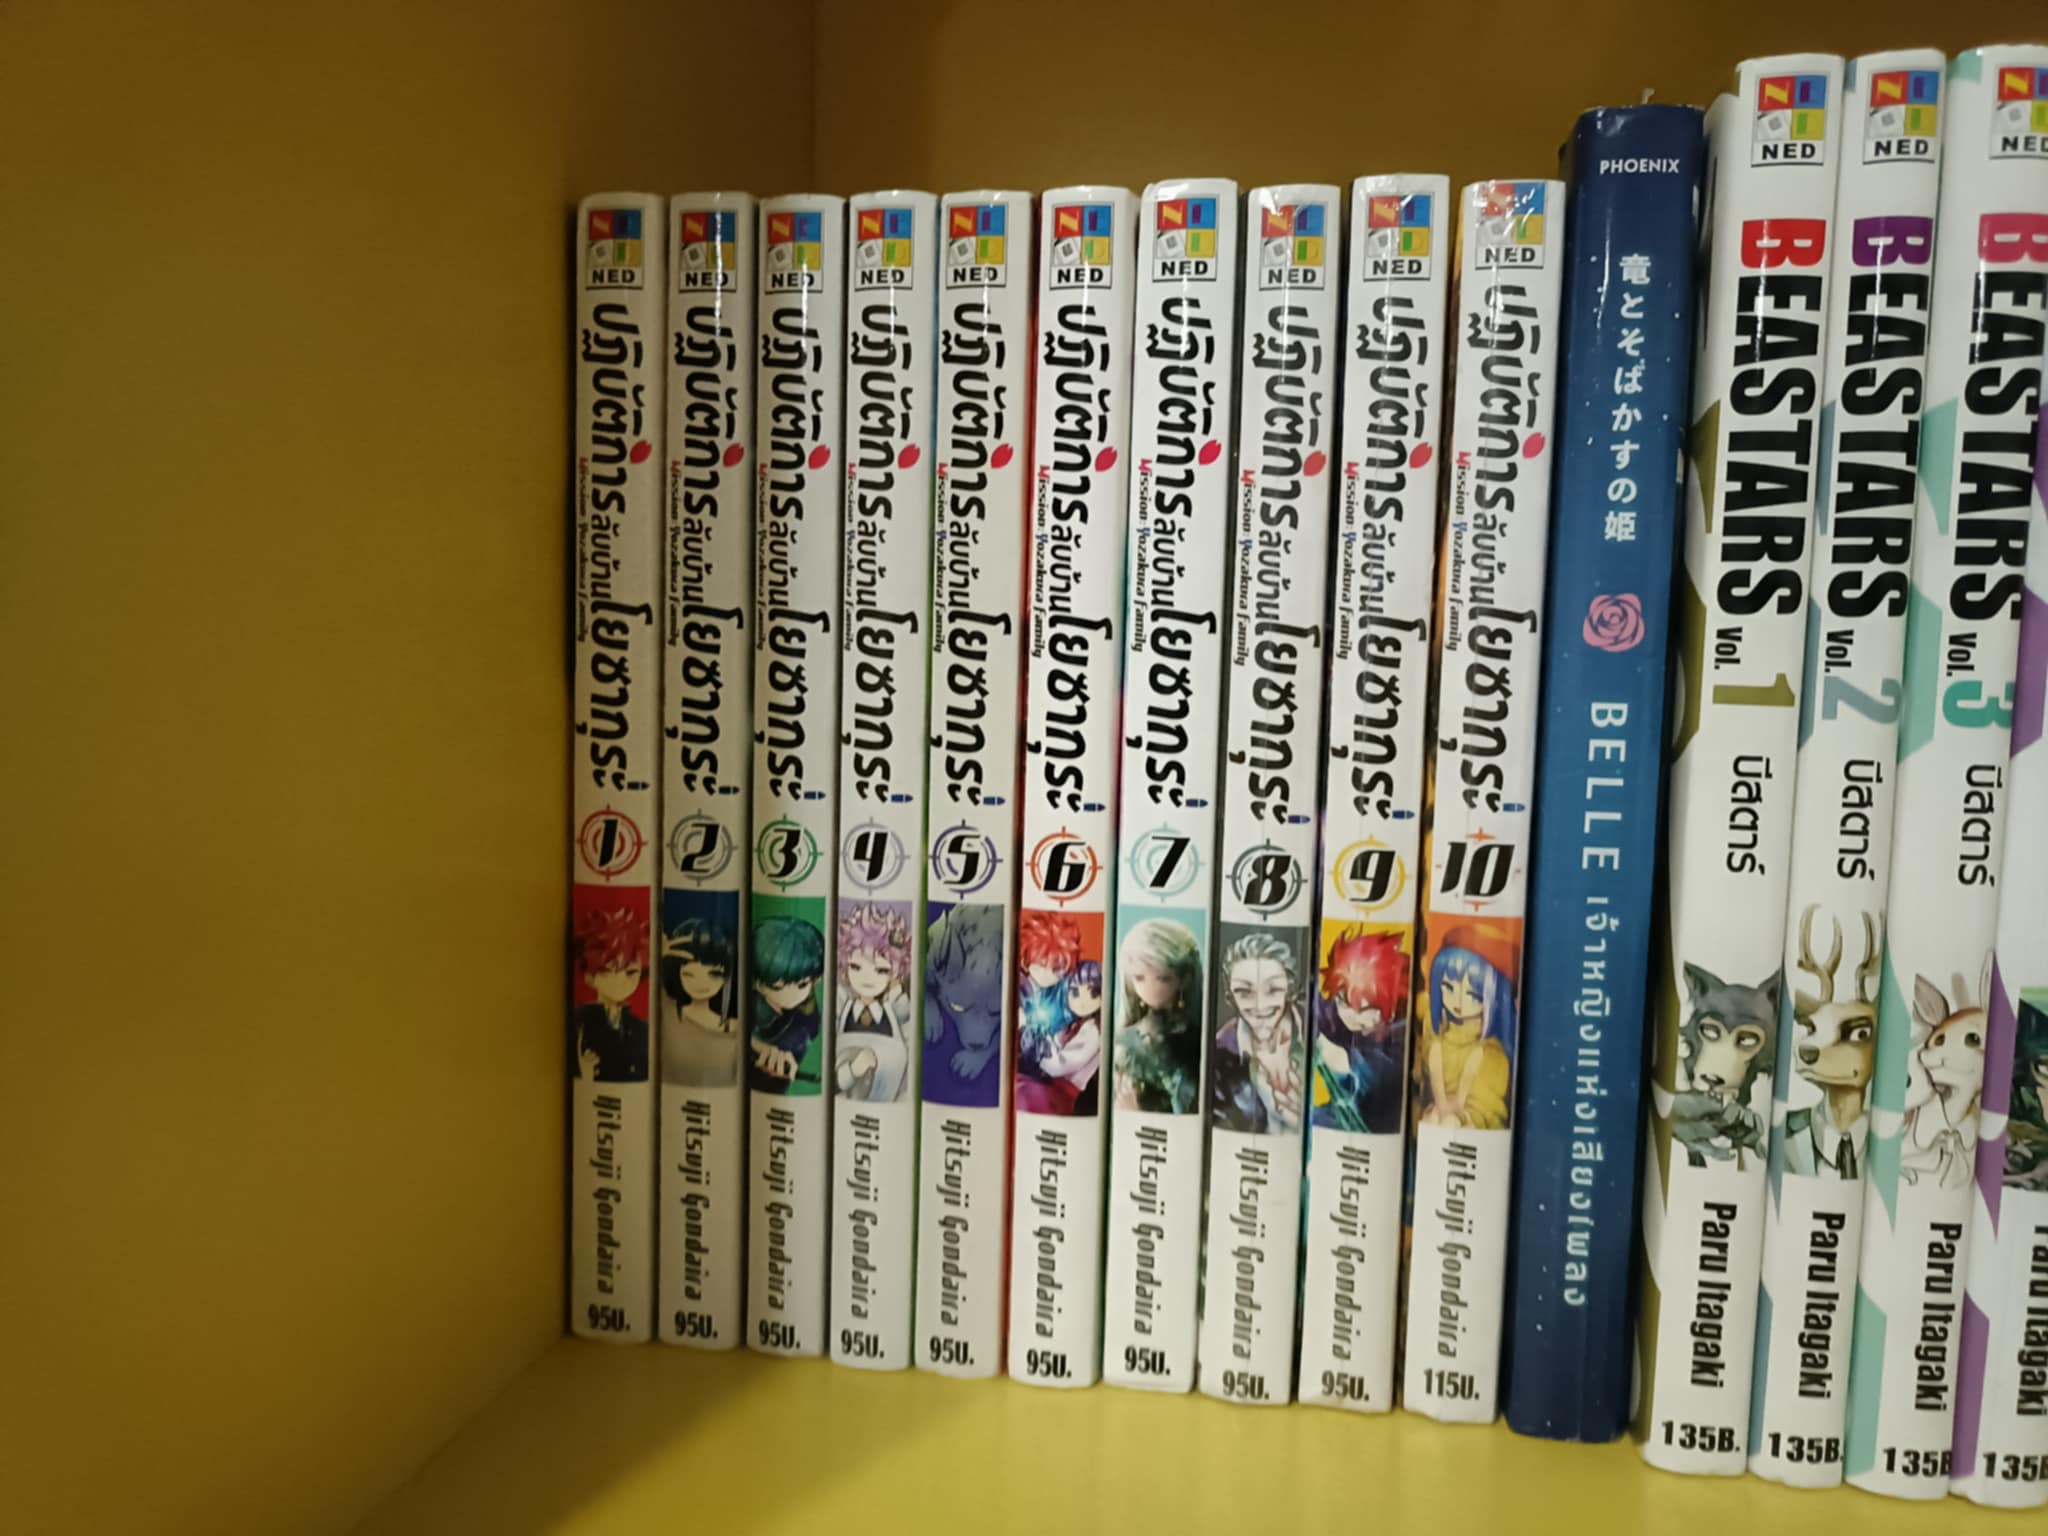 NED
ปฏิบัติการลับบ้านโยซากุระ
Mission: Yozakura Family
1
Hitsuji Gondaira
95บ.
NED
ปฏิบัติการลับบ้านโยซากุระ
Mission: Yozakura Family
2
Hitsuji Gondaira
95บ.
NED
ปฏิบัติการลับบ้านโยซากุระ
Mission: Yozakura Family
3
Hitsuji Gondaira
95บ.
NED
ปฏิบัติการลับบ้านโยซากุระ
Mission: Yozakura Family
4
Hitsuji Gondaira
95บ.
NED
ปฏิบัติการลับบ้านโยซากุระ
Mission: Yozakura Family
5
Hitsuji Gondaira
95บ.
NED
ปฏิบัติการลับบ้านโยซากุระ
Mission: Yozakura Family
6
Hitsuji Gondaira
95บ.
NED
ปฏิบัติการลับบ้านโยซากุระ
Mission: Yozakura Family
7
Hitsuji Gondaira
95บ.
NED
ปฏิบัติการลับบ้านโยซากุระ
Mission: Yozakura Family
8
Hitsuji Gondaira
95บ.
NED
ปฏิบัติการลับบ้านโยซากุระ
Mission: Yozakura Family
9
Hitsuji Gondaira
95บ.
NED
ปฏิบัติการลับบ้านโยซากุระ
Mission: Yozakura Family
10
Hitsuji Gondaira
115บ.
PHOENIX
竜とそばかすの姫
BELLE เจ้าหญิงแห่งเสียงเพลง
NED
BEASTARS vol. 1
บีสตาร์
Paru Itagaki
135B.
NED
BEASTARS vol. 2
บีสตาร์
Paru Itagaki
135B.
NED
BEASTARS vol. 3
บีสตาร์
Paru Itagaki
135B
Paru Itagaki
135B